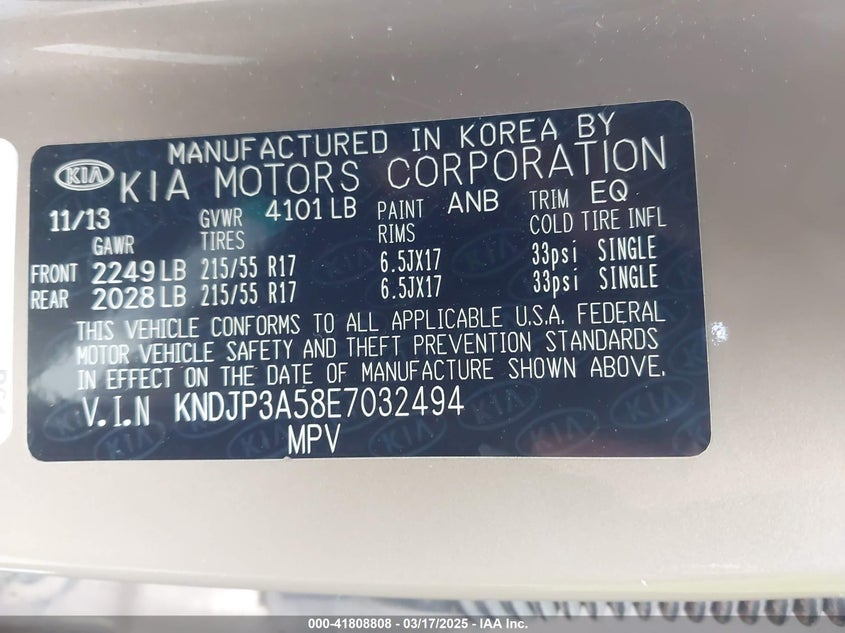 MANUFACTURED IN KOREA BY
KIA KIA MOTORS CORPORATION
11/13 GVWR 4101 LB PAINT ANB TRIM EQ
GAWR TIRES RIMS COLD TIRE INFL
FRONT 2249 LB 215/55 R17 6.5JX17 33psi SINGLE
REAR 2028 LB 215/55 R17 6.5JX17 33psi SINGLE
THIS VEHICLE CONFORMS TO ALL APPLICABLE U.S.A. FEDERAL
MOTOR VEHICLE SAFETY AND THEFT PREVENTION STANDARDS
IN EFFECT ON THE DATE OF MANUFACTURE SHOWN ABOVE.
V.I.N KNDJP3A58E7032494
MPV
000-41808808 - 03/17/2025 - IAA Inc.